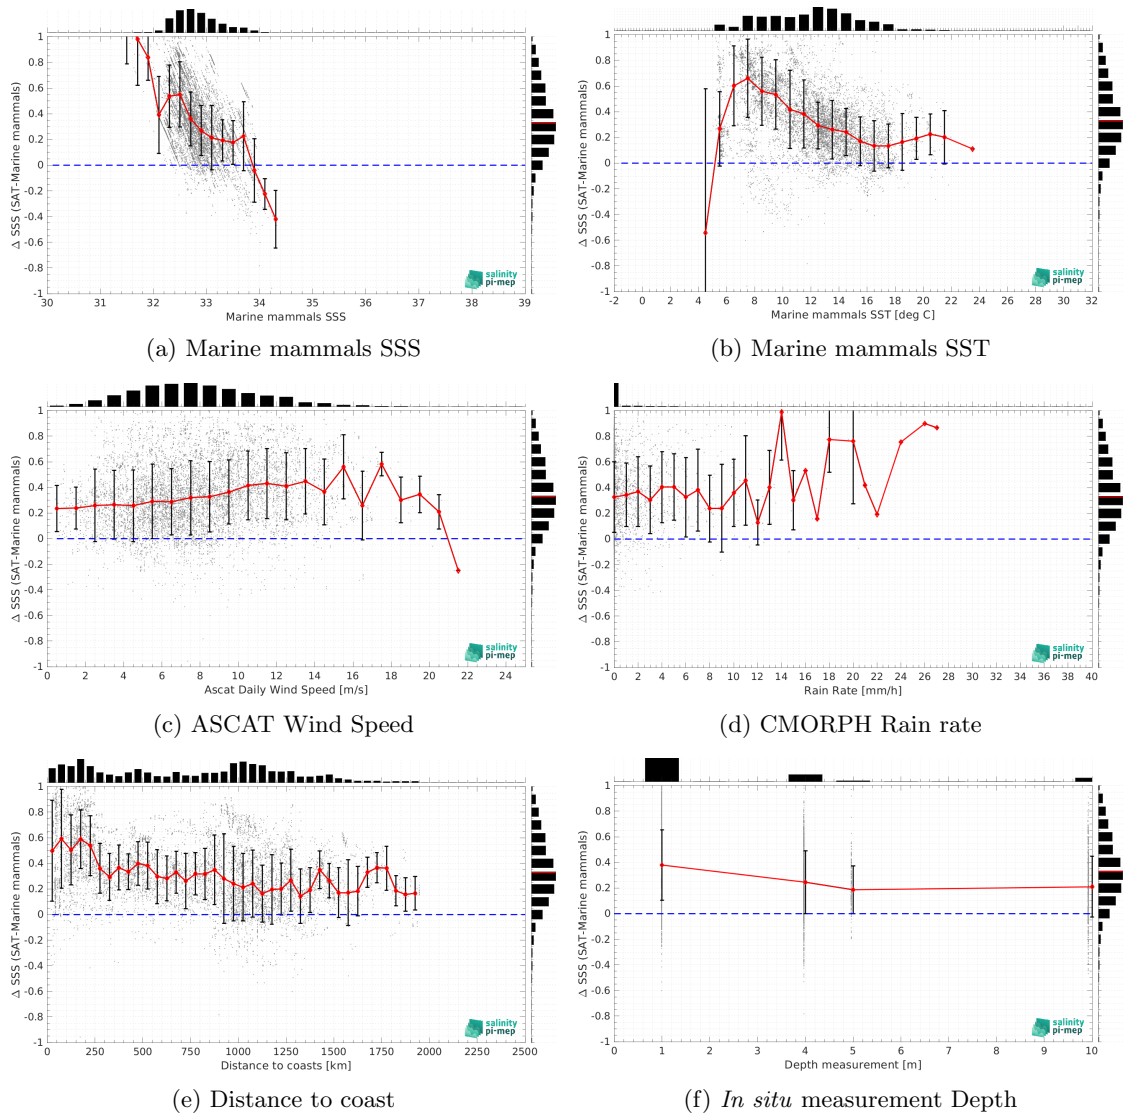 1
0.8
0.6
0.4
0.2
0
-0.2
-0.4
-0.6
-0.8
-1
Δ SSS (SAT-Marine mammals)
30 31 32 33 34 35 36 37 38 39
Marine mammals SSS
salinity
pi-mep
(a) Marine mammals SSS
1
0.8
0.6
0.4
0.2
0
-0.2
-0.4
-0.6
-0.8
-1
Δ SSS (SAT-Marine mammals)
-2 0 2 4 6 8 10 12 14 16 18 20 22 24 26 28 30 32
Marine mammals SST [deg C]
salinity
pi-mep
(b) Marine mammals SST
1
0.8
0.6
0.4
0.2
0
-0.2
-0.4
-0.6
-0.8
-1
Δ SSS (SAT-Marine mammals)
0 2 4 6 8 10 12 14 16 18 20 22 24
Ascat Daily Wind Speed [m/s]
salinity
pi-mep
(c) ASCAT Wind Speed
1
0.8
0.6
0.4
0.2
0
-0.2
-0.4
-0.6
-0.8
-1
Δ SSS (SAT-Marine mammals)
0 2 4 6 8 10 12 14 16 18 20 22 24 26 28 30 32 34 36 38 40
Rain Rate [mm/h]
salinity
pi-mep
(d) CMORPH Rain rate
1
0.8
0.6
0.4
0.2
0
-0.2
-0.4
-0.6
-0.8
-1
Δ SSS (SAT-Marine mammals)
0 250 500 750 1000 1250 1500 1750 2000 2250 2500
Distance to coasts [km]
salinity
pi-mep
(e) Distance to coast
1
0.8
0.6
0.4
0.2
0
-0.2
-0.4
-0.6
-0.8
-1
Δ SSS (SAT-Marine mammals)
0 1 2 3 4 5 6 7 8 9 10
Depth measurement [m]
salinity
pi-mep
(f) In situ measurement Depth